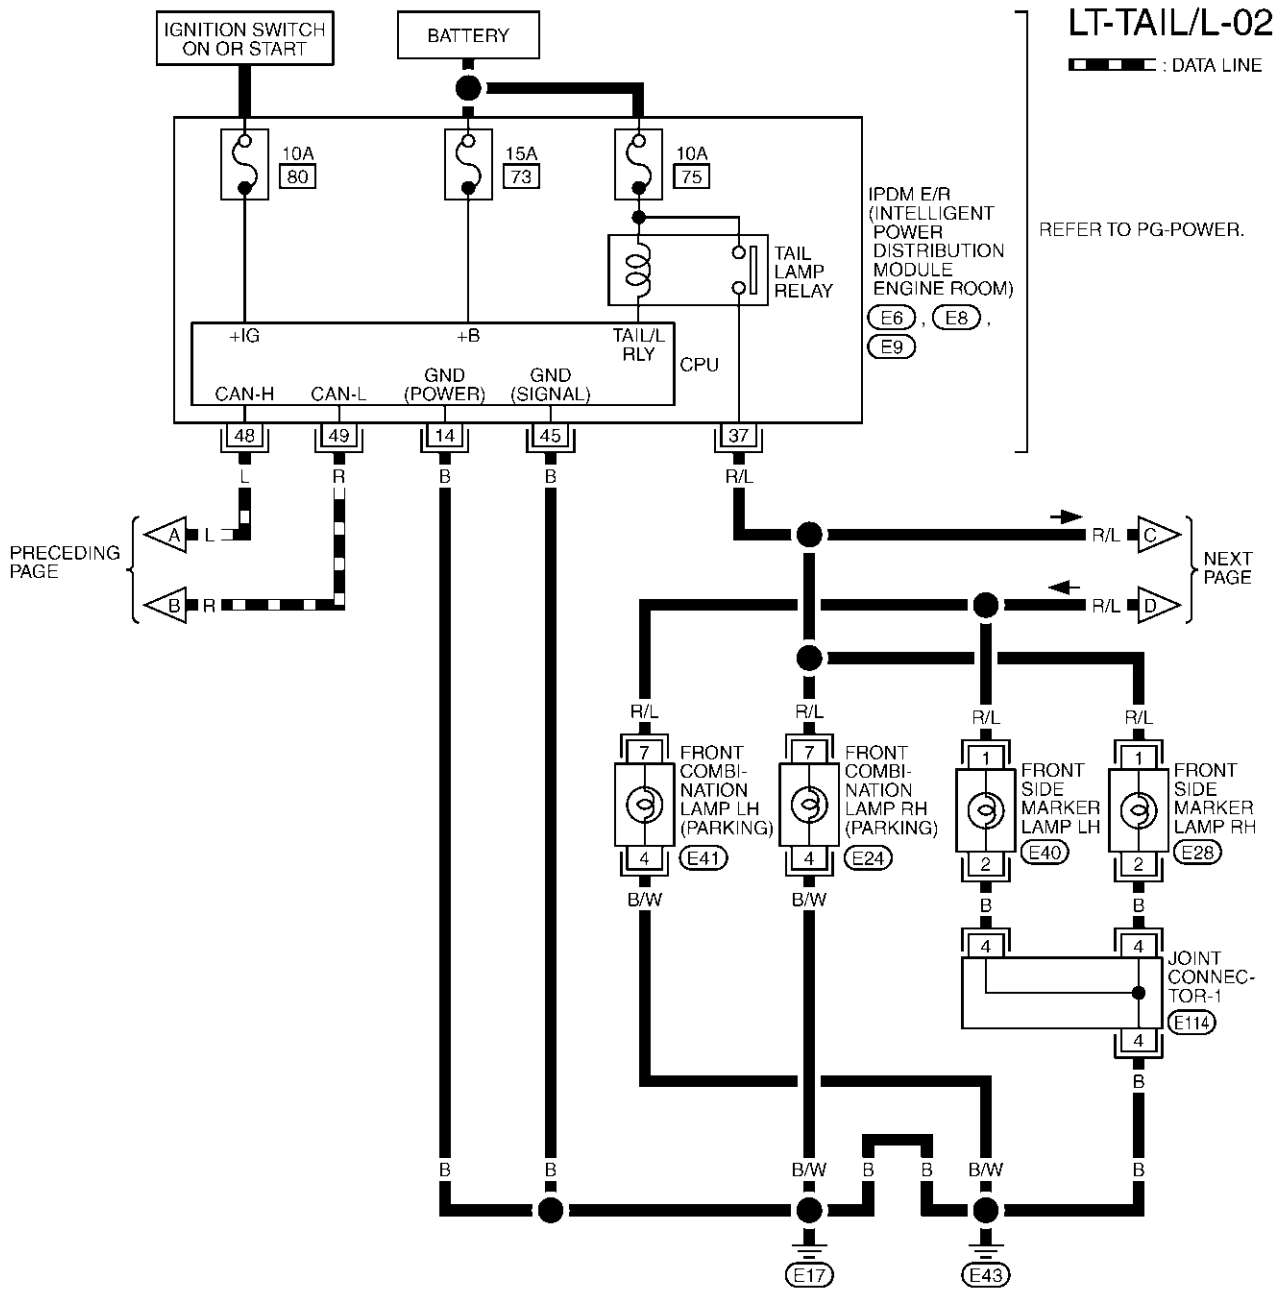 LT-TAIL/L-02
: DATA LINE
IGNITION SWITCH
ON OR START
BATTERY
10A
80
15A
73
10A
75
TAIL
LAMP
RELAY
IPDM E/R
(INTELLIGENT
POWER
DISTRIBUTION
MODULE
ENGINE ROOM)
E6 , E8 ,
E9
REFER TO PG-POWER.
+IG
+B
TAIL/L
RLY
CPU
CAN-H
CAN-L
GND
(POWER)
GND
(SIGNAL)
48
49
14
45
37
L
R
B
B
R/L
PRECEDING
PAGE
A
L
B
R
R/L
C
R/L
D
NEXT
PAGE
R/L
R/L
R/L
R/L
7
FRONT
COMBI-
NATION
LAMP LH
(PARKING)
4
E41
7
FRONT
COMBI-
NATION
LAMP RH
(PARKING)
4
E24
1
FRONT
SIDE
MARKER
LAMP LH
2
E40
1
FRONT
SIDE
MARKER
LAMP RH
2
E28
B/W
B/W
B
B
4
4
JOINT
CONNEC-
TOR-1
E114
4
B
B
B
B/W
B
B
B/W
B
E17
E43